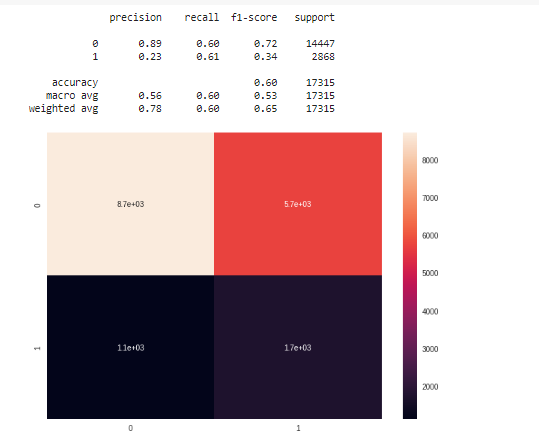 precision recall f1-score support
0 0.89 0.60 0.72 14447
1 0.23 0.61 0.34 2868
accuracy 0.60 17315
macro avg 0.56 0.60 0.53 17315
weighted avg 0.78 0.60 0.65 17315
8.7e+03 5.7e+03
1.1e+03 1.7e+03
0
1
0 1
8000
7000
6000
5000
4000
3000
2000